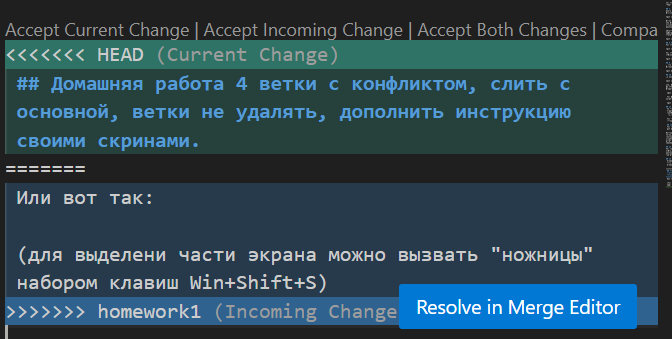 Accept Current Change | Accept Incoming Change | Accept Both Changes | Compa
<<<<<<< HEAD (Current Change)
## Домашняя работа 4 ветки с конфликтом, слить с
основной, ветки не удалять, дополнить инструкцию
своими скринами.
=======
Или вот так:
(для выделени части экрана можно вызвать "ножницы"
набором клавиш Win+Shift+S)
>>>>>>> homework1 (Incoming Change
Resolve in Merge Editor